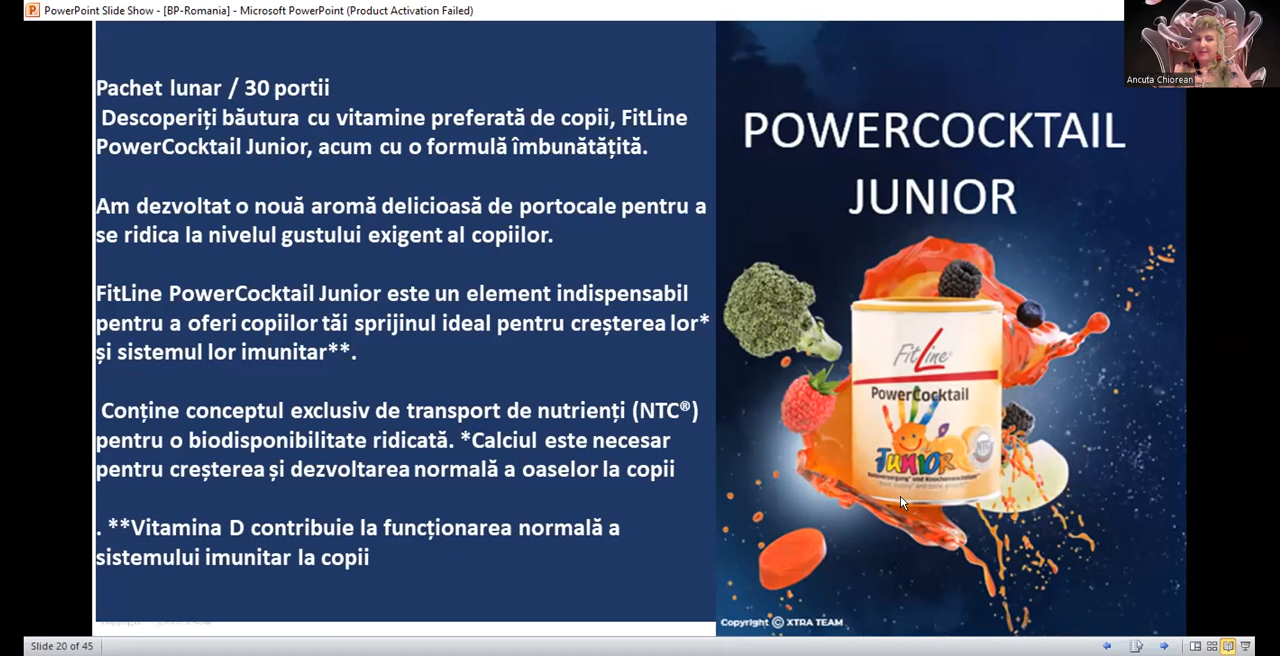 PowerPoint Slide Show - [BP-Romania] - Microsoft PowerPoint (Product Activation Failed)
Ancuta Chiorean
Pachet lunar / 30 portii
Descoperiți băutura cu vitamine preferată de copii, FitLine
PowerCocktail Junior, acum cu o formulă îmbunătățită.
Am dezvoltat o nouă aromă delicioasă de portocale pentru a
se ridica la nivelul gustului exigent al copiilor.
FitLine PowerCocktail Junior este un element indispensabil
pentru a oferi copiilor tăi sprijinul ideal pentru creșterea lor*
și sistemul lor imunitar**.
Conține conceptul exclusiv de transport de nutrienți (NTC®)
pentru o biodisponibilitate ridicată. *Calciul este necesar
pentru creșterea și dezvoltarea normală a oaselor la copii
. **Vitamina D contribuie la funcționarea normală a
sistemului imunitar la copii
POWERCOCKTAIL
JUNIOR
FitLine
PowerCocktail
JUNIOR
NTC
Copyright © XTRA TEAM
Slide 20 of 45